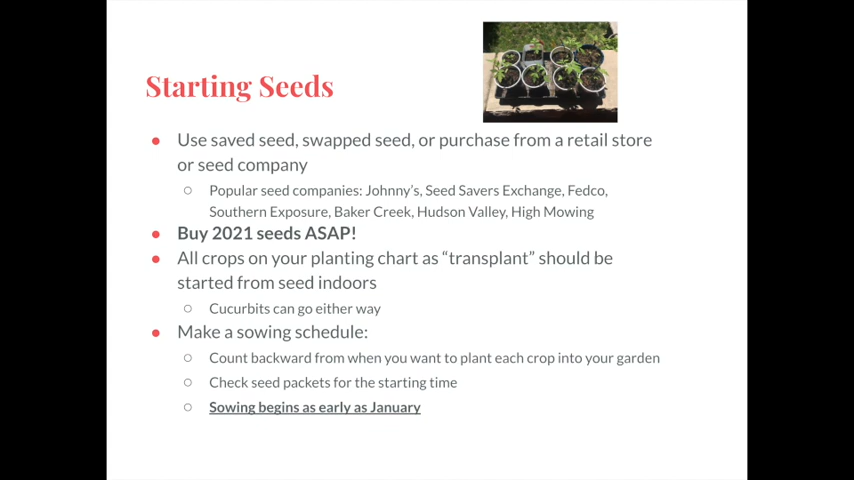 Starting Seeds
● Use saved seed, swapped seed, or purchase from a retail store
or seed company
○ Popular seed companies: Johnny's, Seed Savers Exchange, Fedco,
Southern Exposure, Baker Creek, Hudson Valley, High Mowing
● Buy 2021 seeds ASAP!
● All crops on your planting chart as “transplant” should be
started from seed indoors
○ Cucurbits can go either way
● Make a sowing schedule:
○ Count backward from when you want to plant each crop into your garden
○ Check seed packets for the starting time
○ Sowing begins as early as January